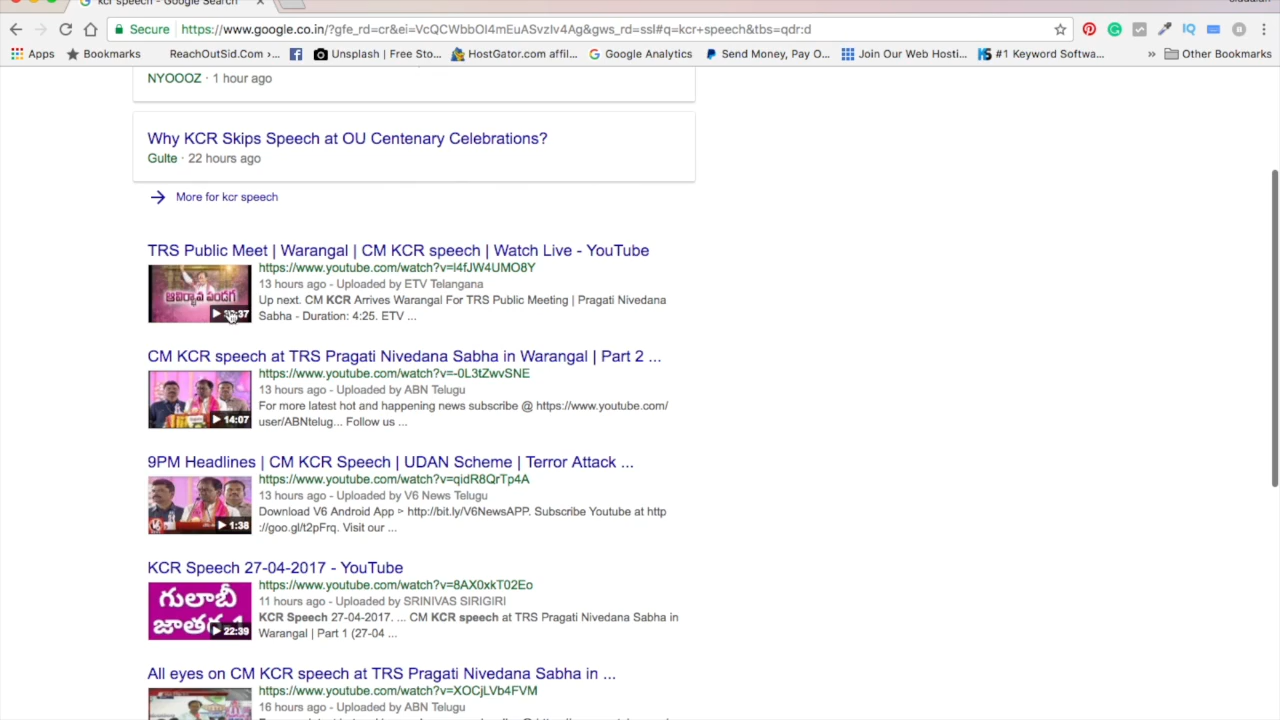 kcr speech - Google Search
Secure https://www.google.co.in/?gfe_rd=cr&ei=VcQCWbbOI4mEuASvzIv4Ag&gws_rd=ssl#q=kcr+speech&tbs=qdr:d
Apps Bookmarks ReachOutSid.Com ›... Unsplash | Free Sto... HostGator.com affil... Google Analytics Send Money, Pay O... Join Our Web Hosti... #1 Keyword Softwa... » Other Bookmarks
NYOOOZ · 1 hour ago
Why KCR Skips Speech at OU Centenary Celebrations?
Gulte · 22 hours ago
More for kcr speech
TRS Public Meet | Warangal | CM KCR speech | Watch Live - YouTube
https://www.youtube.com/watch?v=l4fJW4UMO8Y
13 hours ago - Uploaded by ETV Telangana
Up next. CM KCR Arrives Warangal For TRS Public Meeting | Pragati Nivedana
Sabha - Duration: 4:25. ETV ...
ఆవిర్భావ పండగ
CM KCR speech at TRS Pragati Nivedana Sabha in Warangal | Part 2 ...
https://www.youtube.com/watch?v=-0L3tZwvSNE
13 hours ago - Uploaded by ABN Telugu
For more latest hot and happening news subscribe @ https://www.youtube.com/
user/ABNtelug... Follow us ...
14:07
9PM Headlines | CM KCR Speech | UDAN Scheme | Terror Attack ...
https://www.youtube.com/watch?v=qidR8QrTp4A
13 hours ago - Uploaded by V6 News Telugu
Download V6 Android App ➢ http://bit.ly/V6NewsAPP. Subscribe Youtube at http
://goo.gl/t2pFrq. Visit our ...
1:38
KCR Speech 27-04-2017 - YouTube
https://www.youtube.com/watch?v=8AX0xkT02Eo
11 hours ago - Uploaded by SRINIVAS SIRIGIRI
KCR Speech 27-04-2017. ... CM KCR speech at TRS Pragati Nivedana Sabha in
Warangal | Part 1 (27-04 ...
గులాబీ
22:39
All eyes on CM KCR speech at TRS Pragati Nivedana Sabha in ...
https://www.youtube.com/watch?v=XOCjLVb4FVM
16 hours ago - Uploaded by ABN Telugu